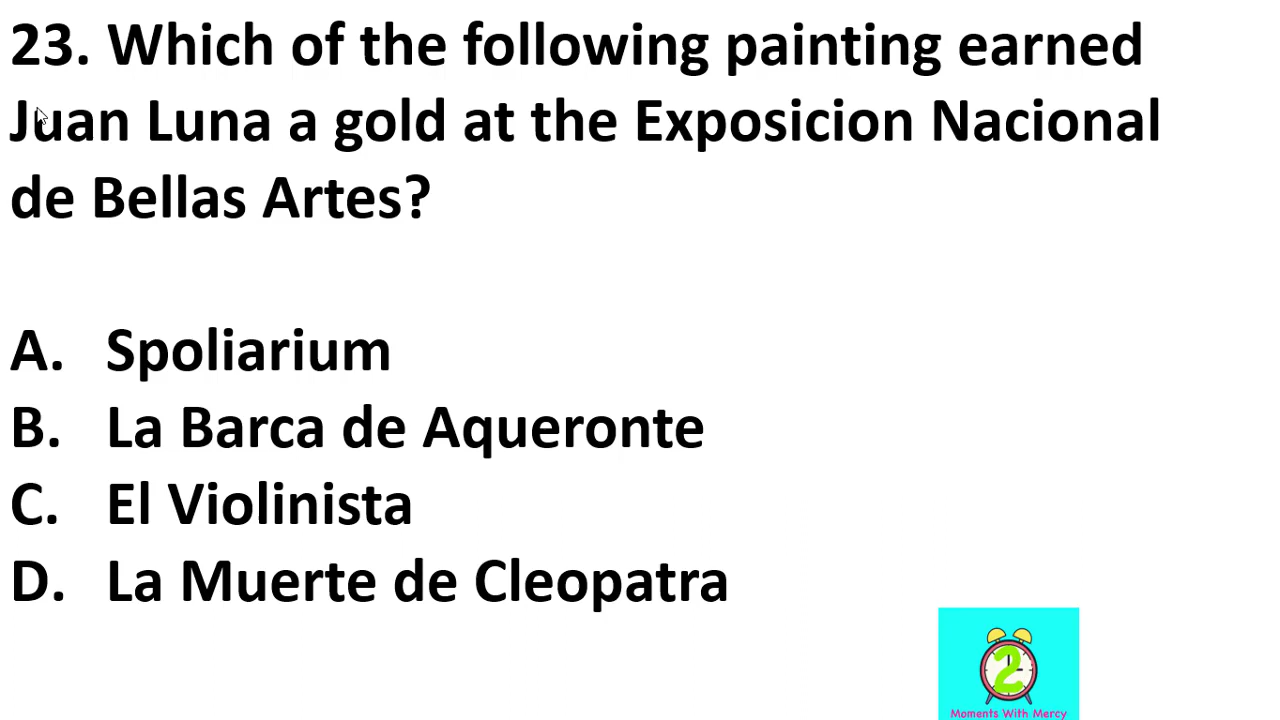 23. Which of the following painting earned
Juan Luna a gold at the Exposicion Nacional
de Bellas Artes?
A. Spoliarium
B. La Barca de Aqueronte
C. El Violinista
D. La Muerte de Cleopatra
2
Moments With Mercy